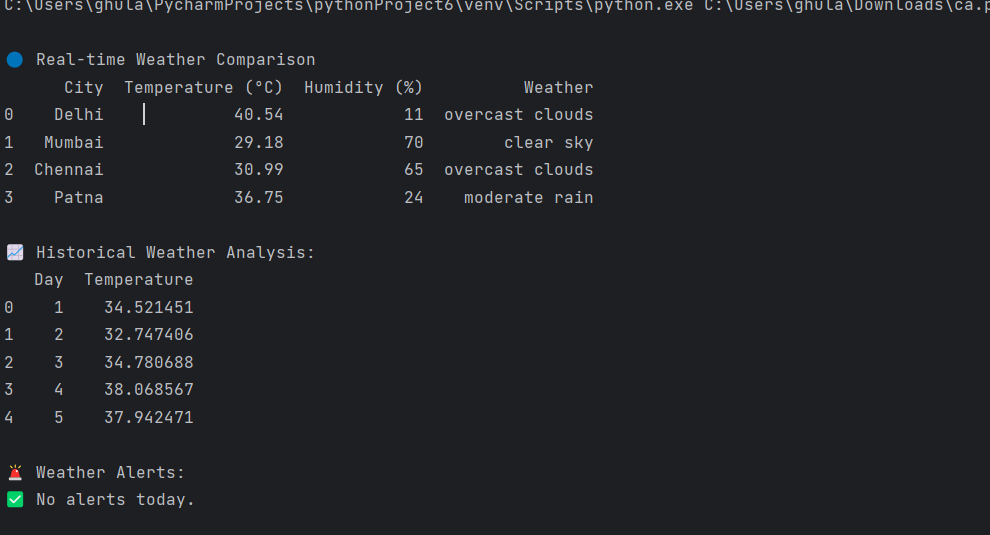 C:\Users\ghula\PycharmProjects\pythonProject6\venv\Scripts\python.exe C:\Users\ghula\Downloads\ca.p
Real-time Weather Comparison
City Temperature (°C) Humidity (%) Weather
0 Delhi 40.54 11 overcast clouds
1 Mumbai 29.18 70 clear sky
2 Chennai 30.99 65 overcast clouds
3 Patna 36.75 24 moderate rain
Historical Weather Analysis:
Day Temperature
0 1 34.521451
1 2 32.747406
2 3 34.780688
3 4 38.068567
4 5 37.942471
Weather Alerts:
No alerts today.